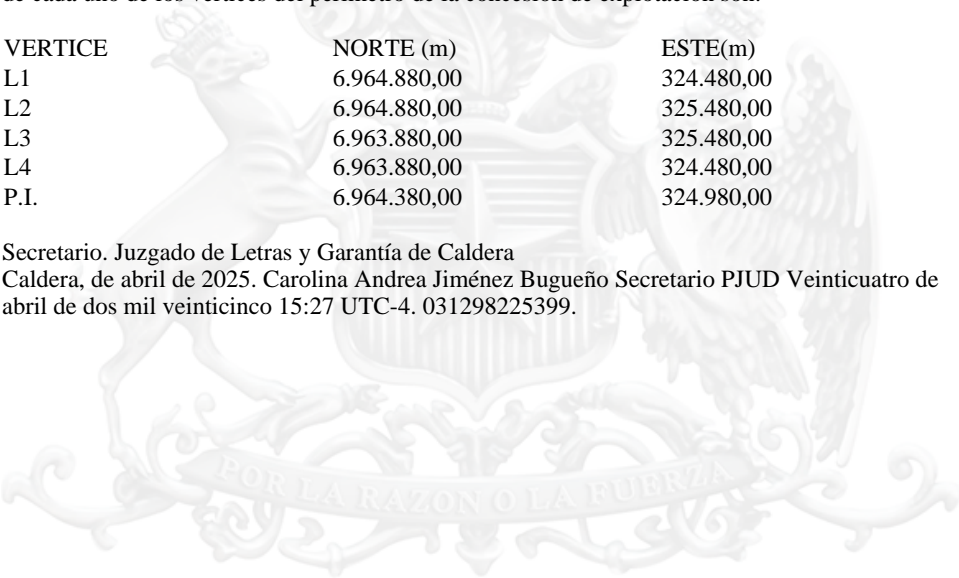 de cada uno de los vértices del perímetro de la concesión de explotación son:
VERTICE NORTE (m) ESTE(m)
L1 6.964.880,00 324.480,00
L2 6.964.880,00 325.480,00
L3 6.963.880,00 325.480,00
L4 6.963.880,00 324.480,00
P.I. 6.964.380,00 324.980,00
Secretario. Juzgado de Letras y Garantía de Caldera
Caldera, de abril de 2025. Carolina Andrea Jiménez Bugueño Secretario PJUD Veinticuatro de
abril de dos mil veinticinco 15:27 UTC-4. 031298225399.
POR LA RAZON O LA FUERZA